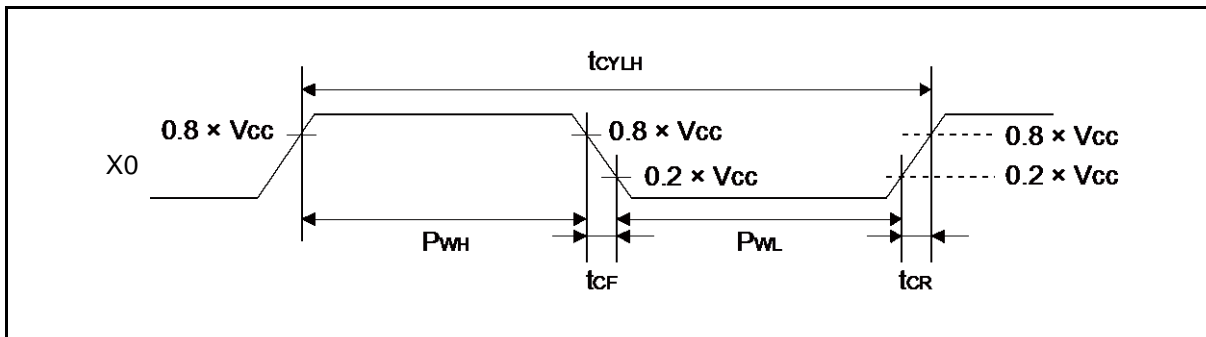 tCYLH
0.8 × VCC
0.8 × VCC
0.8 × VCC
X0
0.2 × VCC
0.2 × VCC
PWH
PWL
tCF
tCR